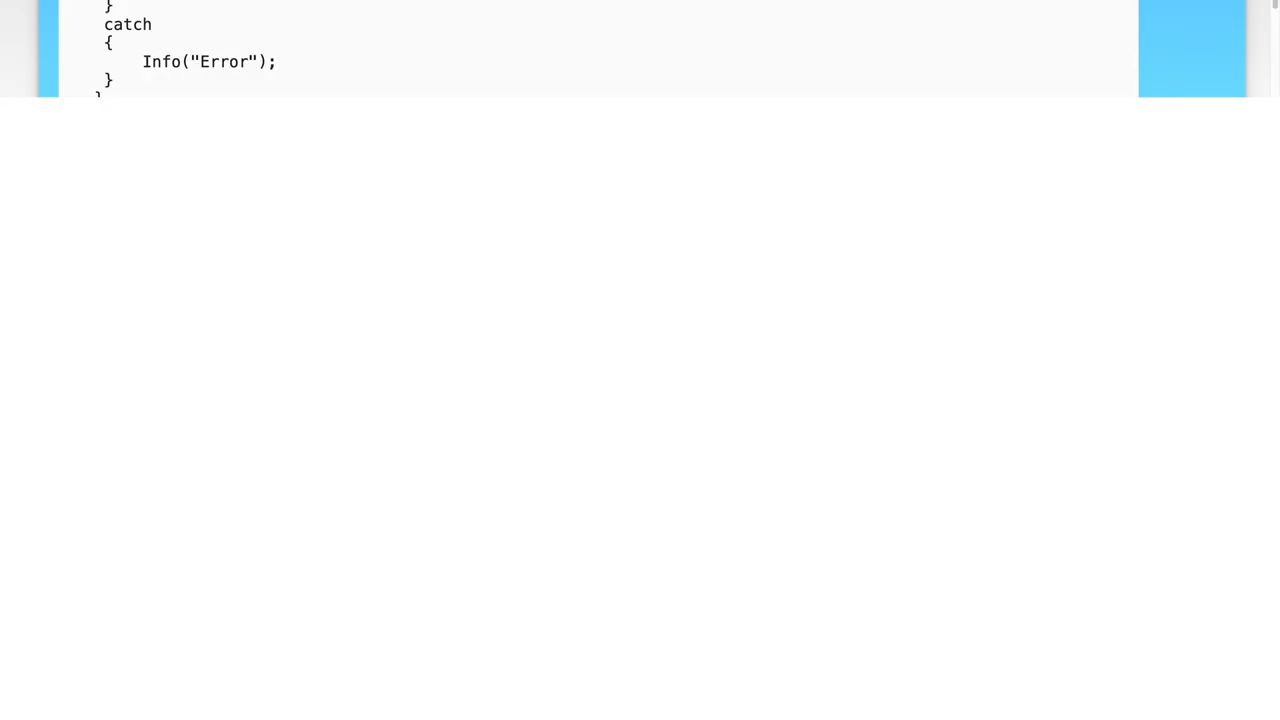 }
catch
{
Info("Error");
}
}